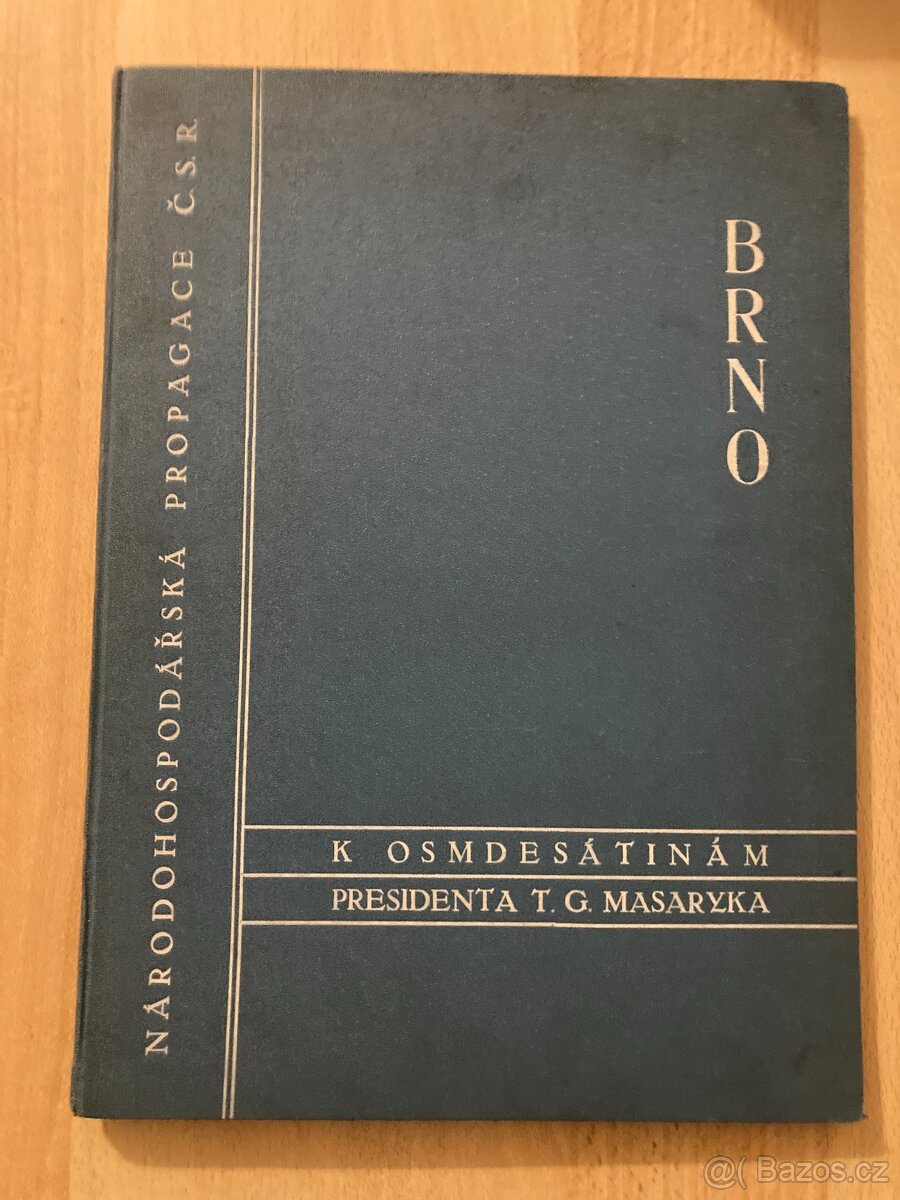 NÁRODOHOSPODÁŘSKÁ PROPAGACE Č.S.R.
BRNO
K OSMDESÁTINÁM
PRESIDENTA T. G. MASARYKA
@( Bazos.cz